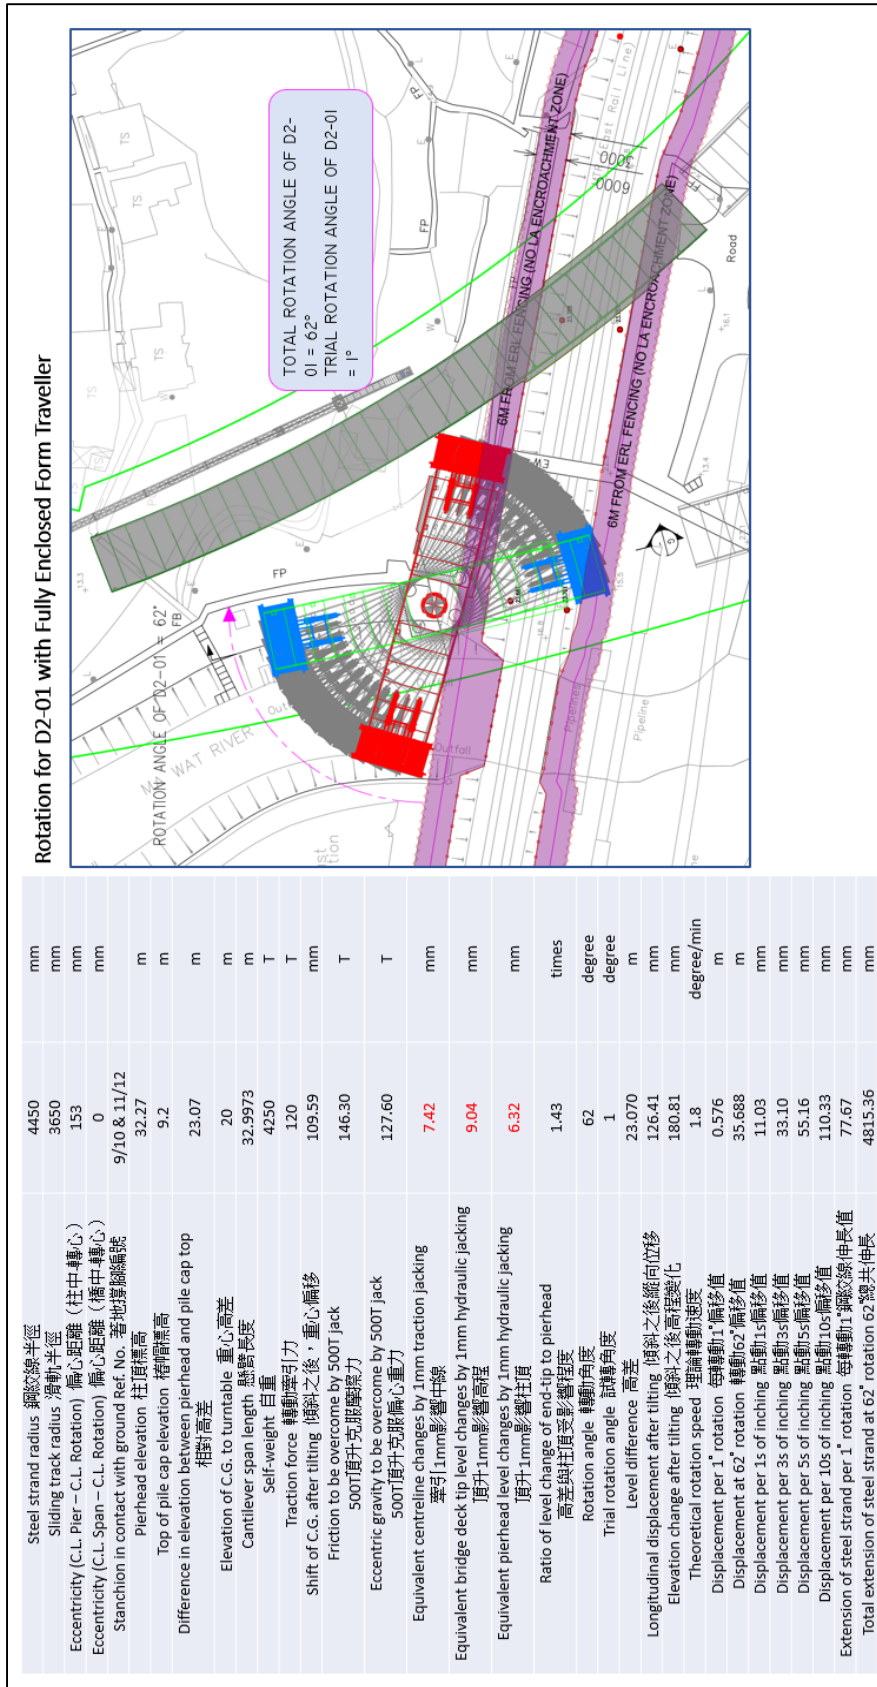 Rotation for D2-01 with Fully Enclosed Form Traveller
Steel strand radius 鋼絞線半徑 4450 mm
Sliding track radius 滑軌半徑 3650 mm
Eccentricity (C.L. Pier – C.L. Rotation) 偏心距離（柱中-轉心） 153 mm
Eccentricity (C.L. Span – C.L. Rotation) 偏心距離（橋中-轉心） 0 mm
Stanchion in contact with ground Ref. No. 著地撐腳編號 9/10 & 11/12
Pierhead elevation 柱頂標高 32.27 m
Top of pile cap elevation 樁帽標高 9.2 m
Difference in elevation between pierhead and pile cap top
相對高差 23.07 m
Elevation of C.G. to turntable 重心高差 20 m
Cantilever span length 懸臂長度 32.9973 m
Self-weight 自重 4250 T
Traction force 轉動牽引力 120 T
Shift of C.G. after tilting 傾斜之後，重心偏移 109.59 mm
Friction to be overcome by 500T jack
500T頂升克服摩擦力 146.30 T
Eccentric gravity to be overcome by 500T jack
500T頂升克服偏心重力 127.60 T
Equivalent centreline changes by 1mm traction jacking
牽引1mm影響中線 7.42 mm
Equivalent bridge deck tip level changes by 1mm hydraulic jacking
頂升1mm影響高程 9.04 mm
Equivalent pierhead level changes by 1mm hydraulic jacking
頂升1mm影響柱頂 6.32 mm
Ratio of level change of end-tip to pierhead
高差與柱頂受影響程度 1.43 times
Rotation angle 轉動角度 62 degree
Trial rotation angle 試轉角度 1 degree
Level difference 高差 23.070 m
Longitudinal displacement after tilting 傾斜之後縱向位移 126.41 mm
Elevation change after tilting 傾斜之後高程變化 180.81 mm
Theoretical rotation speed 理論轉動速度 1.8 degree/min
Displacement per 1° rotation 每轉動1°偏移值 0.576 m
Displacement at 62° rotation 轉動62°偏移值 35.688 m
Displacement per 1s of inching 點動1s偏移值 11.03 mm
Displacement per 3s of inching 點動3s偏移值 33.10 mm
Displacement per 5s of inching 點動5s偏移值 55.16 mm
Displacement per 10s of inching 點動10s偏移值 110.33 mm
Extension of steel strand per 1° rotation 每轉動1°鋼絞線伸長值 77.67 mm
Total extension of steel strand at 62° rotation 62°總共伸長 4815.36 mm
TOTAL ROTATION ANGLE OF D2-
01 = 62°
TRIAL ROTATION ANGLE OF D2-01
= 1°
ROTATION ANGLE OF D2-01 = 62°
6M FROM ERL FENCING (NO LA ENCROACHMENT ZONE)
6M FROM ERL FENCING (NO LA ENCROACHMENT ZONE)
6000
TS
TS
TS
TS
FP
FP
FP
FB
EW
Outfall
Pipeline
Pipelines
Road
WAT RIVER
East Rail Line)
13.3
15.5
16.8
16.1
13.4